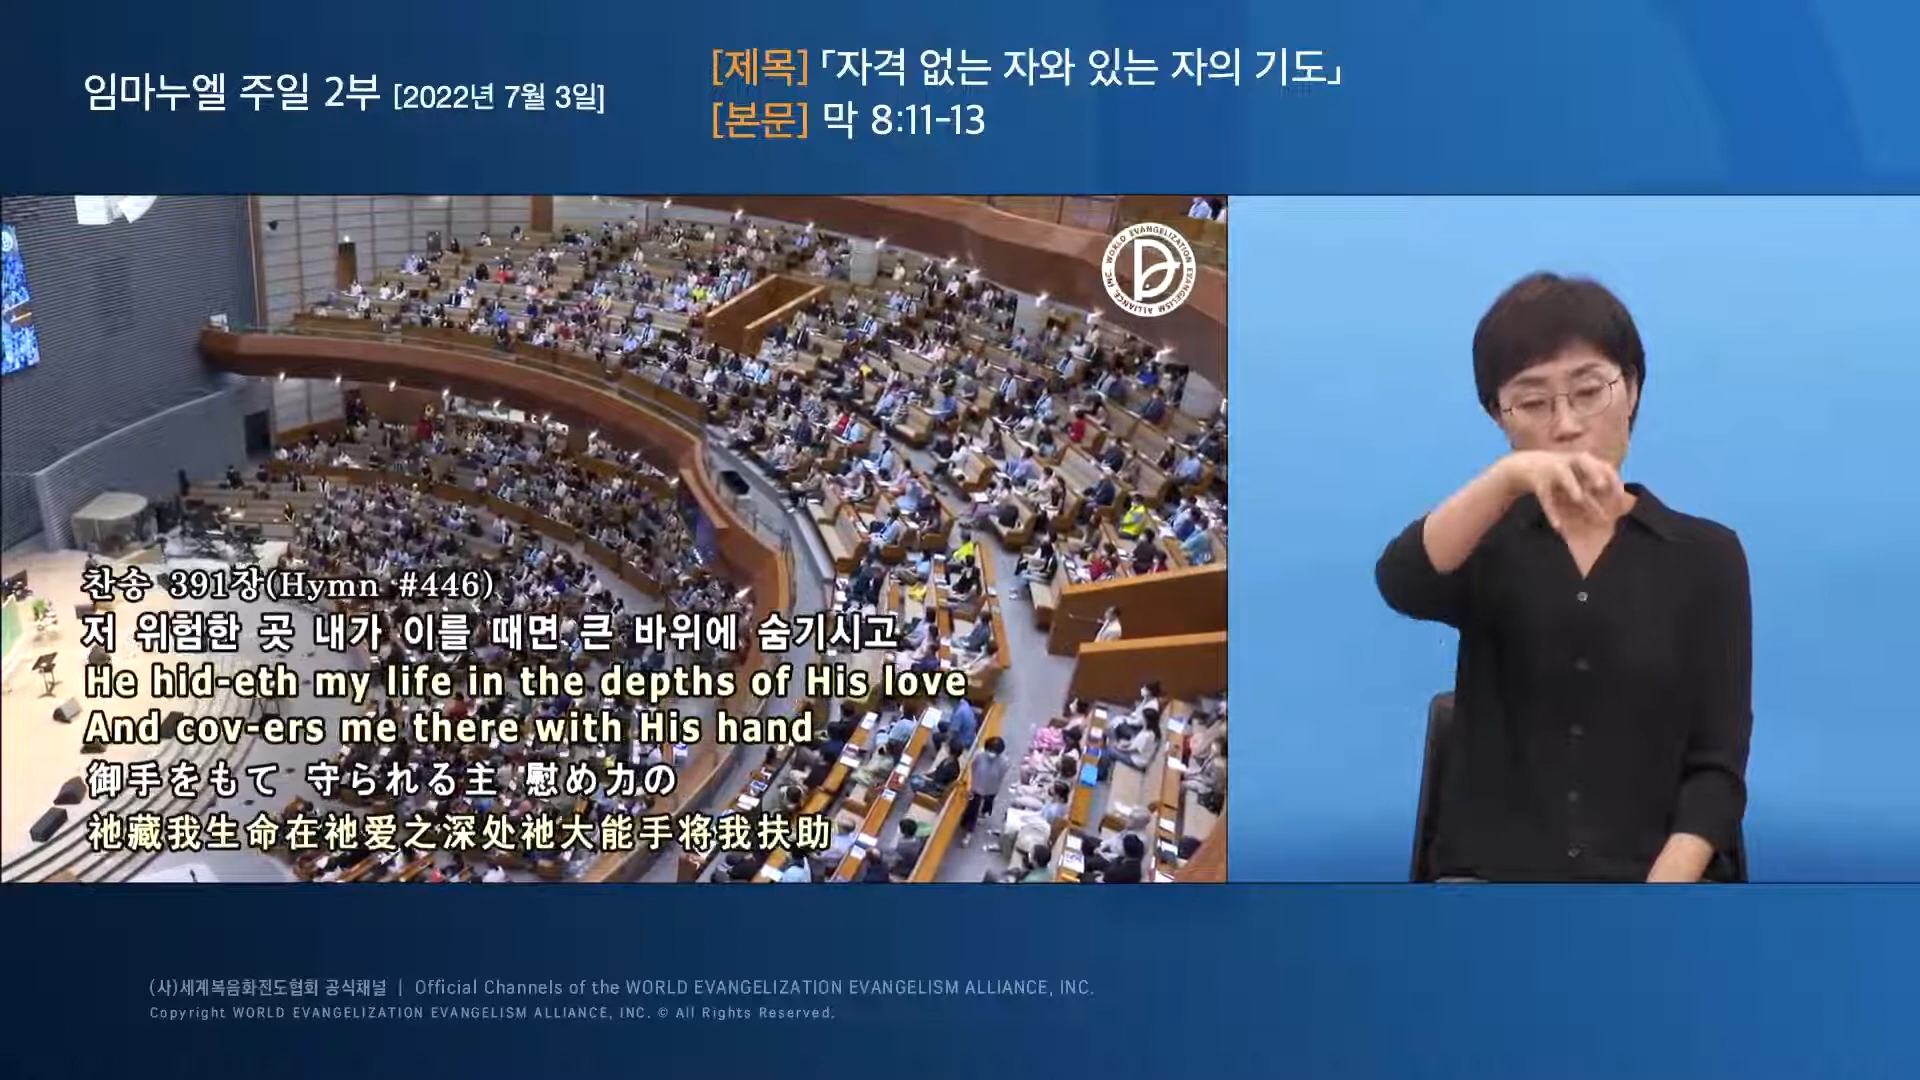 임마누엘 주일 2부 [2022년 7월 3일]
[제목] 「자격 없는 자와 있는 자의 기도」
[본문] 막 8:11-13
WORLD EVANGELIZATION EVANGELISM ALLIANCE, INC.
찬송 391장(Hymn #446)
저 위험한 곳 내가 이를 때면 큰 바위에 숨기시고
He hid-eth my life in the depths of His love
And cov-ers me there with His hand
御手をもて 守られる主 慰め力の
祂藏我生命在祂爱之深处祂大能手将我扶助
(사)세계복음화전도협회 공식채널 | Official Channels of the WORLD EVANGELIZATION EVANGELISM ALLIANCE, INC.
Copyright WORLD EVANGELIZATION EVANGELISM ALLIANCE, INC. © All Rights Reserved.